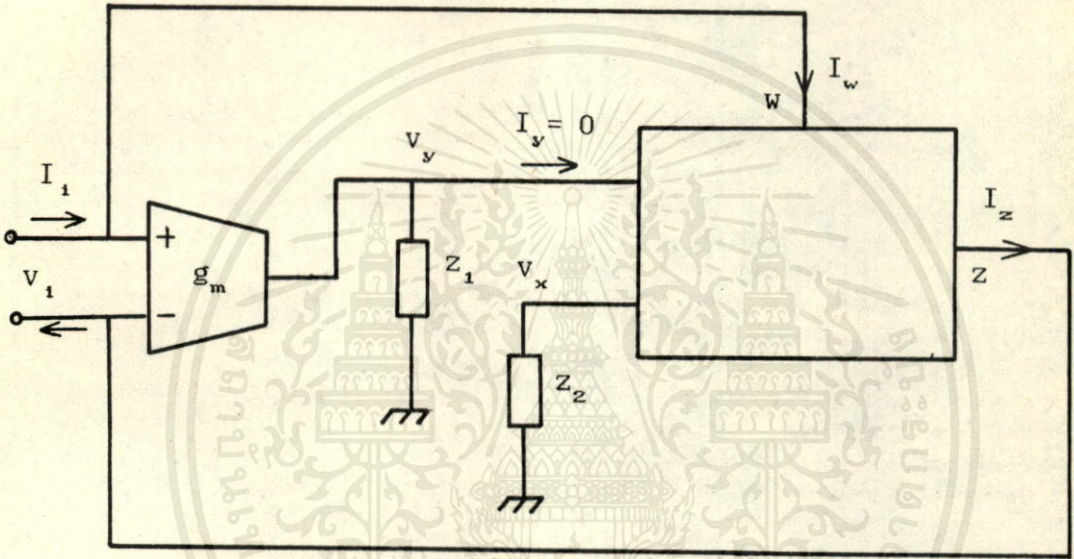 I_w
W
V_y
I_y = 0
I_i
+
g_m
Z_1
V_x
I_z
Z
V_i
−
Z_2